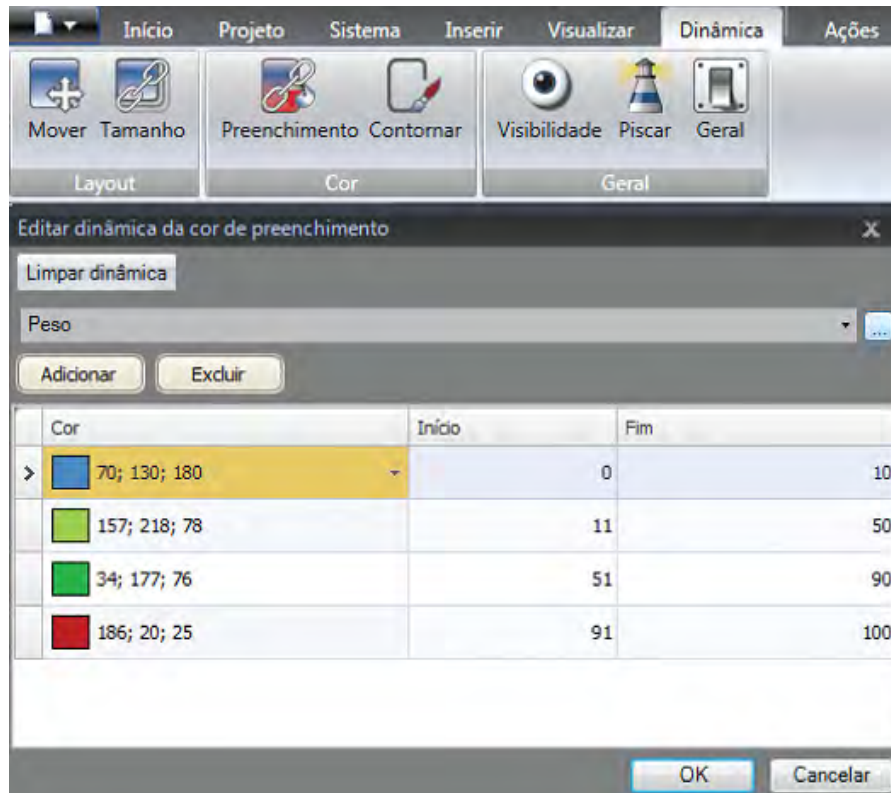 Início Projeto Sistema Inserir Visualizar Dinâmica Ações
Mover Tamanho Preenchimento Contornar Visibilidade Piscar Geral
Layout Cor Geral
Editar dinâmica da cor de preenchimento X
Limpar dinâmica
Peso ...
Adicionar Excluir
Cor Início Fim
70; 130; 180 0 10
157; 218; 78 11 50
34; 177; 76 51 90
186; 20; 25 91 100
OK Cancelar